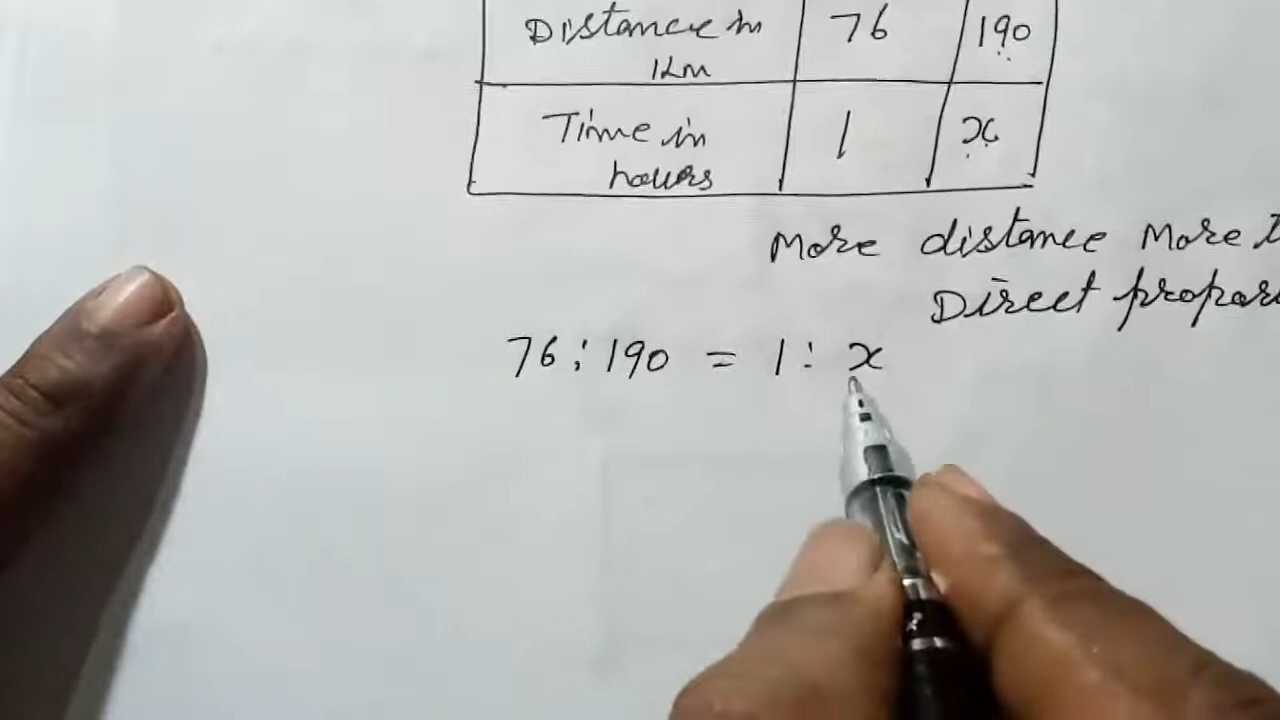 Distance in 76 190
Km
Time in 1 x
hours
More distance More
Direct
76 : 190 = 1 : x